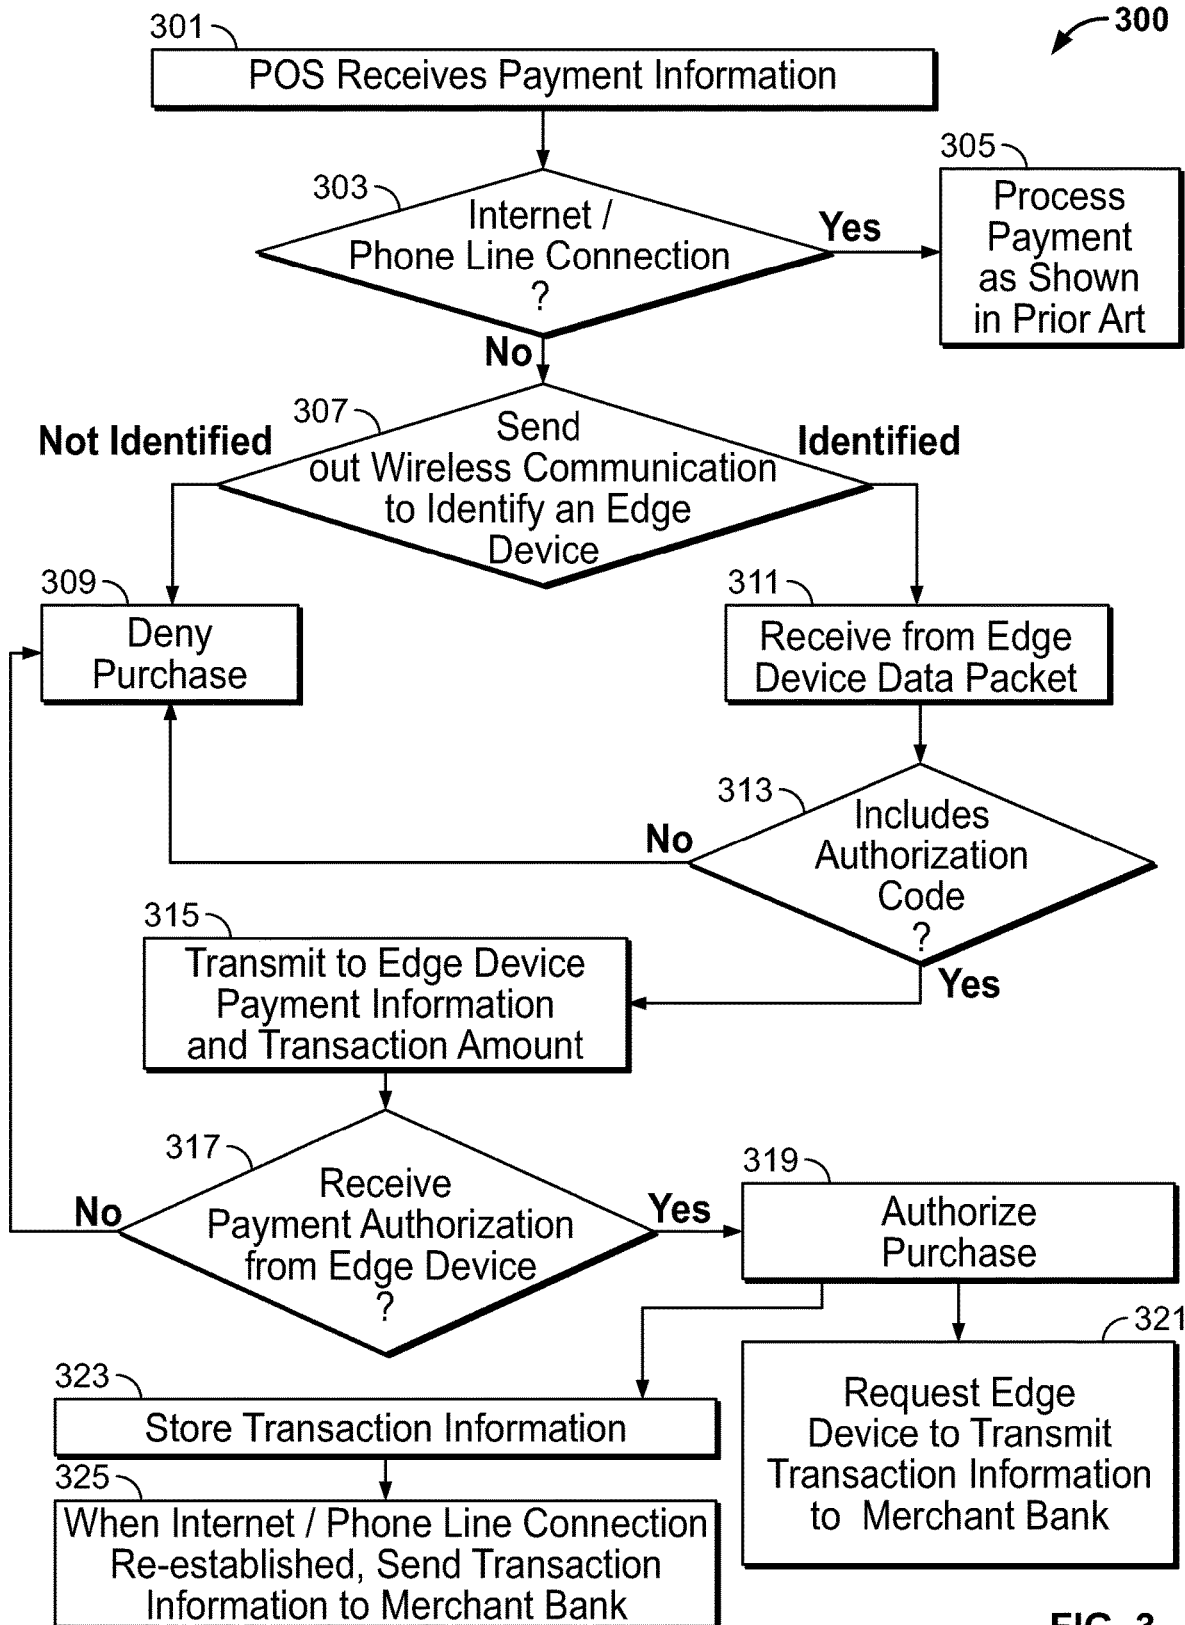 300
301
POS Receives Payment Information
303
Internet /
Phone Line Connection
?
Yes
305
Process
Payment
as Shown
in Prior Art
No
307
Send
out Wireless Communication
to Identify an Edge
Device
Not Identified
Identified
309
Deny
Purchase
311
Receive from Edge
Device Data Packet
313
Includes
Authorization
Code
?
No
Yes
315
Transmit to Edge Device
Payment Information
and Transaction Amount
317
Receive
Payment Authorization
from Edge Device
?
No
Yes
319
Authorize
Purchase
321
Request Edge
Device to Transmit
Transaction Information
to Merchant Bank
323
Store Transaction Information
325
When Internet / Phone Line Connection
Re-established, Send Transaction
Information to Merchant Bank
FIG. 3